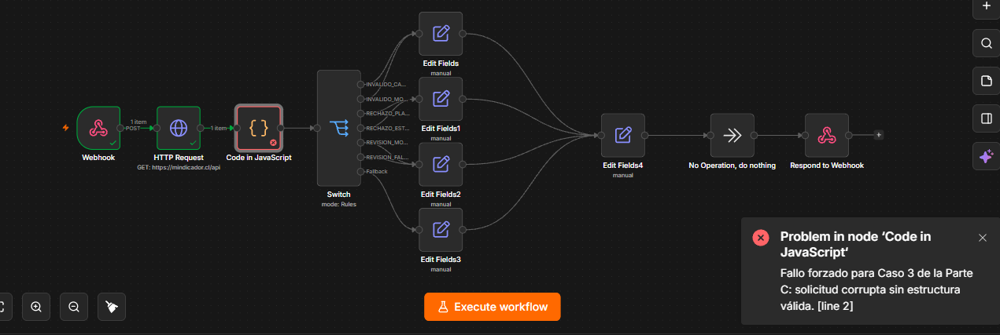 Edit Fields
manual
INVALIDO_CA...
INVALIDO_MO...
RECHAZO_PLA...
RECHAZO_EST...
REVISION_MO...
REVISION_FAL...
Fallback
Edit Fields1
manual
1 item
POST
1 item
Webhook
HTTP Request
GET: https://mindicador.cl/api
Code in JavaScript
Switch
mode: Rules
Edit Fields2
manual
Edit Fields3
manual
Edit Fields4
manual
No Operation, do nothing
Respond to Webhook
Problem in node ‘Code in
JavaScript‘
Fallo forzado para Caso 3 de la Parte
C: solicitud corrupta sin estructura
válida. [line 2]
Execute workflow